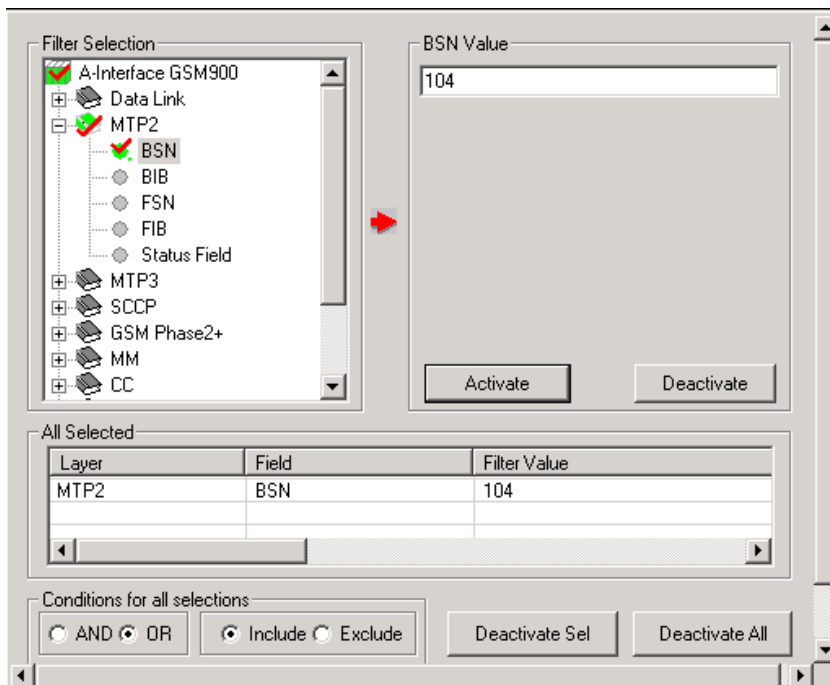 Filter Selection
A-Interface GSM900
Data Link
MTP2
BSN
BIB
FSN
FIB
Status Field
MTP3
SCCP
GSM Phase2+
MM
CC
BSN Value
104
Activate
Deactivate
All Selected
Layer Field Filter Value
MTP2 BSN 104
Conditions for all selections
AND OR Include Exclude
Deactivate Sel
Deactivate All